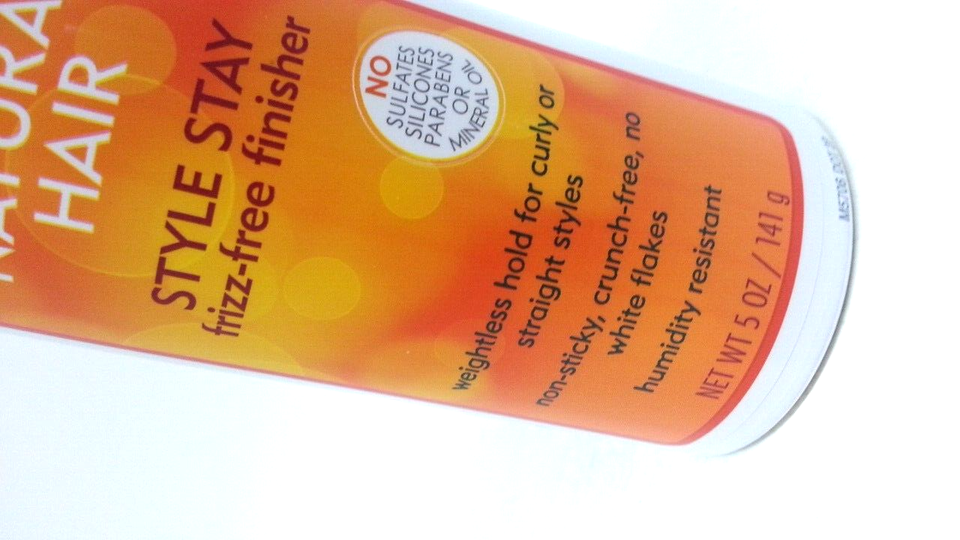 NATURAL
HAIR
STYLE STAY
frizz-free finisher
NO
SULFATES
SILICONES
PARABENS
OR
MINERAL OIL
weightless hold for curly or
straight styles
non-sticky, crunch-free, no
white flakes
humidity resistant
NET WT 5 OZ / 141 g